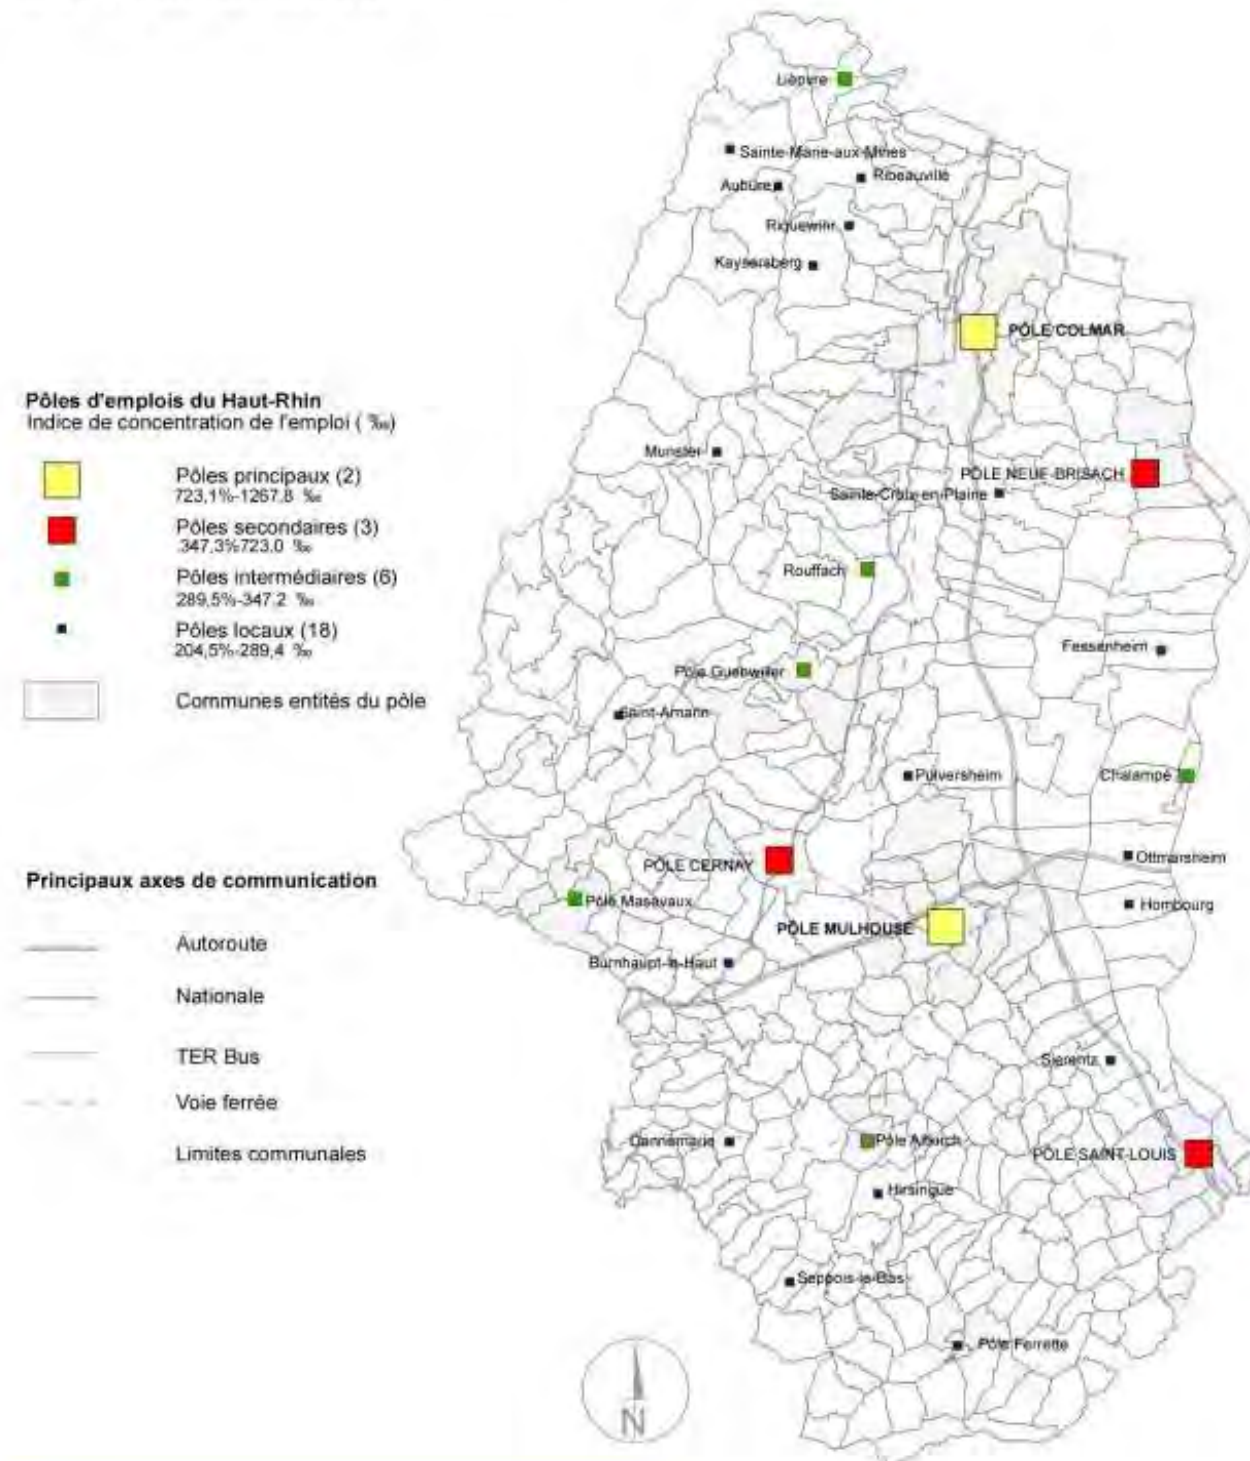 Pôles d'emplois du Haut-Rhin
Indice de concentration de l'emploi ( ‰)
Pôles principaux (2)
723,1%-1267,8 ‰
Pôles secondaires (3)
347,3%723,0 ‰
Pôles intermédiaires (6)
289,5%-347,2 ‰
Pôles locaux (18)
204,5%-289,4 ‰
Communes entités du pôle
Principaux axes de communication
Autoroute
Nationale
TER Bus
Voie ferrée
Limites communales
Lièpvre
Sainte-Marie-aux-Mines
Ribeauvillé
Aubure
Riquewihr
Kaysersberg
PÔLE COLMAR
Munster
PÔLE NEUF-BRISACH
Sainte-Croix-en-Plaine
Rouffach
Fessenheim
Pôle Guebwiller
Saint-Amarin
Pulversheim
Chalampé
Ottmarsheim
PÔLE CERNAY
Pôle Masevaux
Hombourg
PÔLE MULHOUSE
Burnhaupt-le-Haut
Sierentz
Dannemarie
Pôle Altkirch
PÔLE SAINT-LOUIS
Hirsingue
Seppois-le-Bas
Pôle Ferrette
N